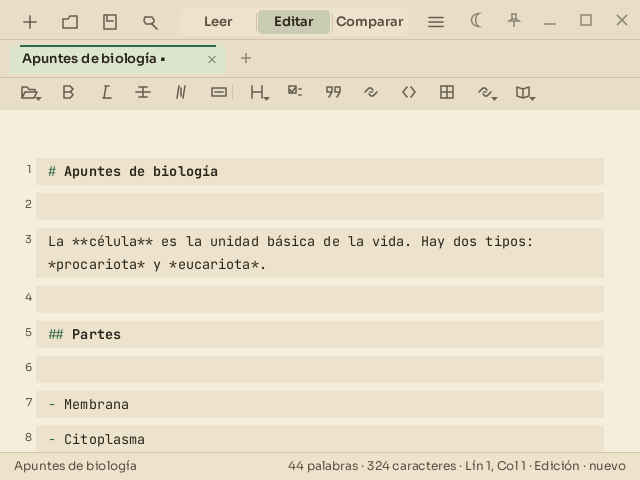 Leer Editar Comparar
Apuntes de biología •
1 # Apuntes de biología
2
3 La **célula** es la unidad básica de la vida. Hay dos tipos:
*procariota* y *eucariota*.
4
5 ## Partes
6
7 - Membrana
8 - Citoplasma
Apuntes de biología 44 palabras · 324 caracteres · Lín 1, Col 1 · Edición · nuevo